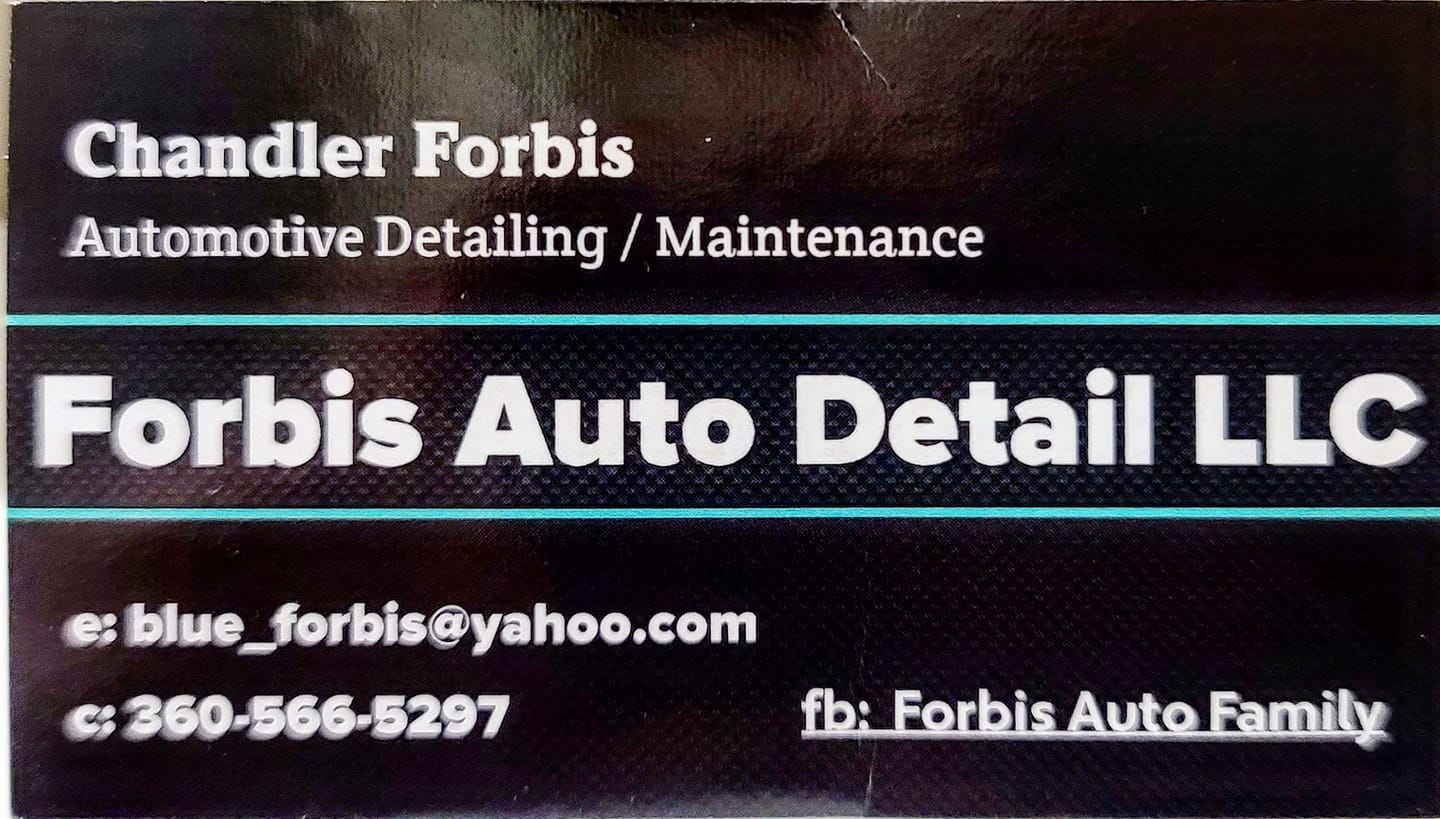 Chandler Forbis
Automotive Detailing / Maintenance
Forbis Auto Detail LLC
e: blue_forbis@yahoo.com
c: 360-566-5297
fb: Forbis Auto Family